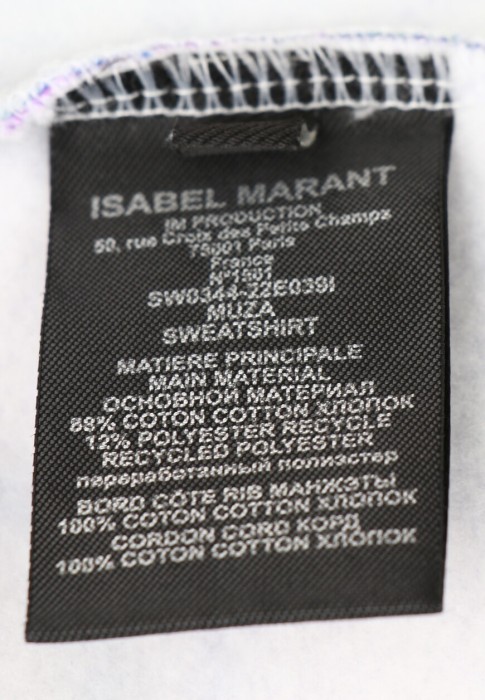 ISABEL MARANT
IM PRODUCTION
50, rue Croix des Petits Champs
75001 Paris
France
N°1501
SW0344-22E039I
MUZA
SWEATSHIRT
MATIERE PRINCIPALE
MAIN MATERIAL
ОСНОВНОЙ МАТЕРИАЛ
88% COTON COTTON ХЛОПОК
12% POLYESTER RECYCLE
RECYCLED POLYESTER
переработанный полиэстер
BORD CÔTE RIB МАНЖЭТЫ
100% COTON COTTON ХЛОПОК
CORDON CORD КОРД
100% COTON COTTON ХЛОПОК